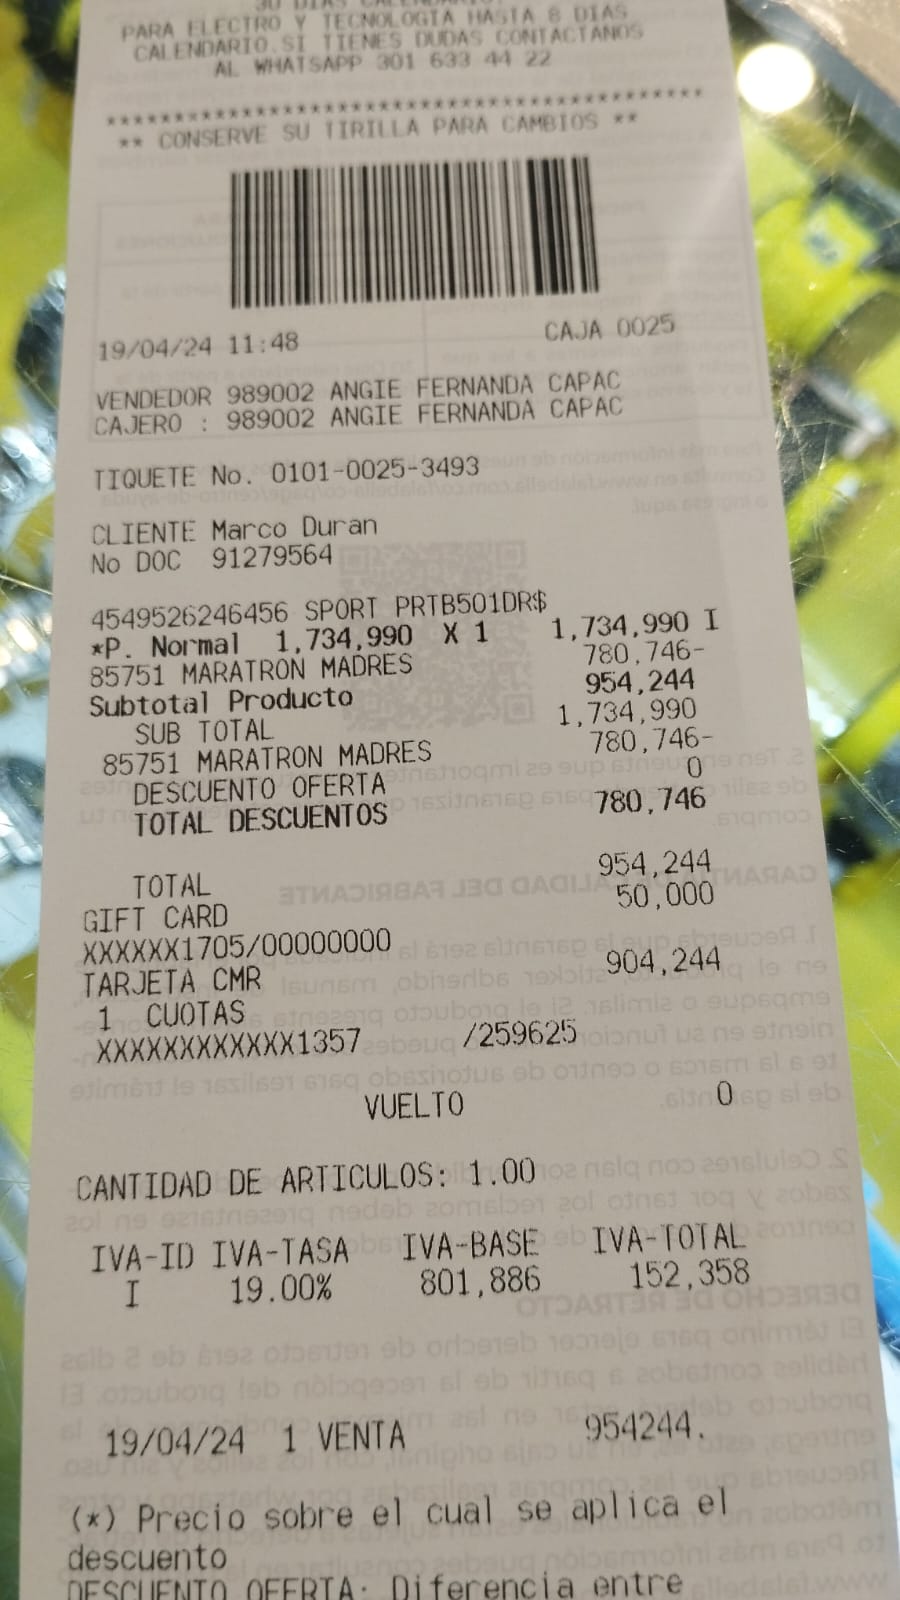 30 DIAS CALENDARIO.
PARA ELECTRO Y TECNOLOGIA HASTA 8 DIAS
CALENDARIO.SI TIENES DUDAS CONTACTANOS
AL WHATSAPP 301 633 44 22
******************************************
** CONSERVE SU TIRILLA PARA CAMBIOS **
19/04/24 11:48 CAJA 0025
VENDEDOR 989002 ANGIE FERNANDA CAPAC
CAJERO : 989002 ANGIE FERNANDA CAPAC
TIQUETE No. 0101-0025-3493
CLIENTE Marco Duran
No DOC 91279564
4549526246456 SPORT PRTB501DR$
*P. Normal 1,734,990 X 1 1,734,990 I
85751 MARATRON MADRES 780,746-
Subtotal Producto 954,244
SUB TOTAL 1,734,990
85751 MARATRON MADRES 780,746-
DESCUENTO OFERTA 0
TOTAL DESCUENTOS 780,746
TOTAL 954,244
GIFT CARD 50,000
XXXXXX1705/00000000
TARJETA CMR 904,244
1 CUOTAS
XXXXXXXXXXXX1357 /259625
VUELTO 0
CANTIDAD DE ARTICULOS: 1.00
IVA-ID IVA-TASA IVA-BASE IVA-TOTAL
I 19.00% 801,886 152,358
19/04/24 1 VENTA 954244.
(*) Precio sobre el cual se aplica el
descuento
DESCUENTO OFERTA: Diferencia entre